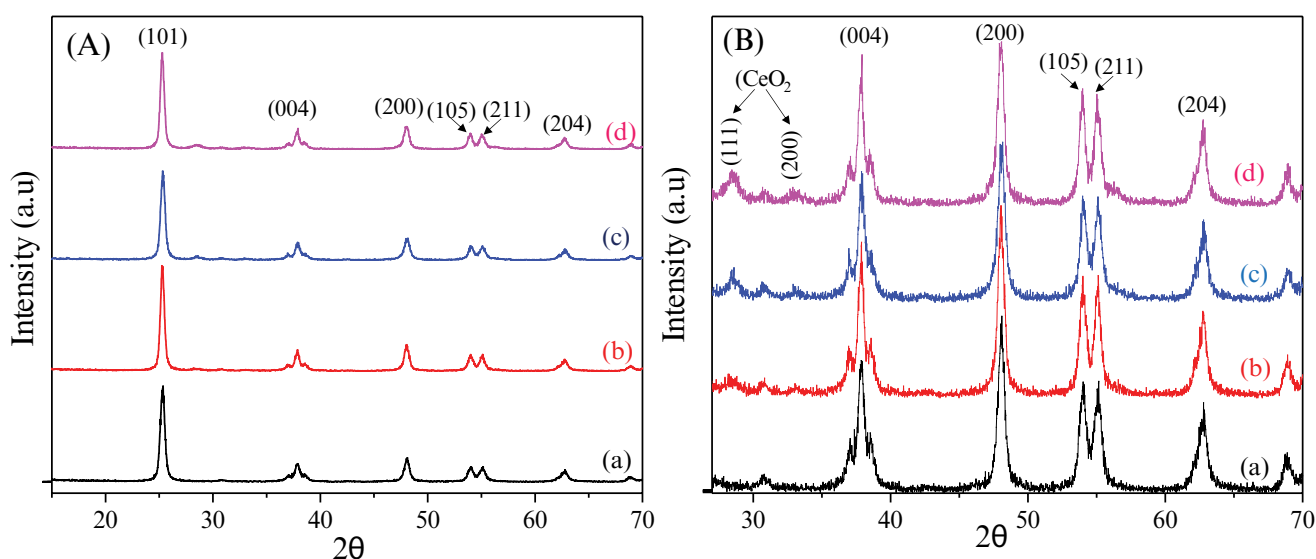 (A)
(101)
(004)
(200)
(105)
(211)
(204)
(d)
(c)
(b)
(a)
Intensity (a.u)
20 30 40 50 60 70
2θ
(B)
(004)
(200)
(105)
(211)
(204)
(CeO2
(111)
(200)
(d)
(c)
(b)
(a)
Intensity (a.u)
30 40 50 60 70
2θ